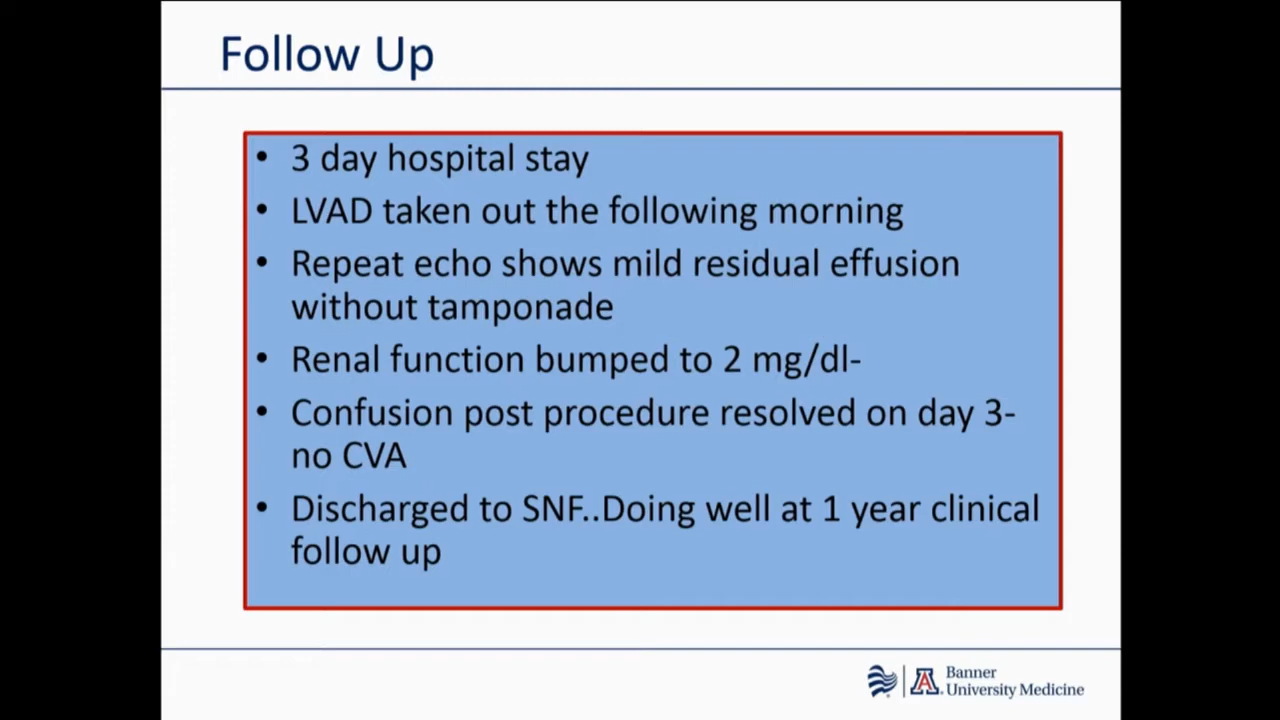 Follow Up
• 3 day hospital stay
• LVAD taken out the following morning
• Repeat echo shows mild residual effusion
without tamponade
• Renal function bumped to 2 mg/dl-
• Confusion post procedure resolved on day 3-
no CVA
• Discharged to SNF..Doing well at 1 year clinical
follow up
A
Banner
University Medicine